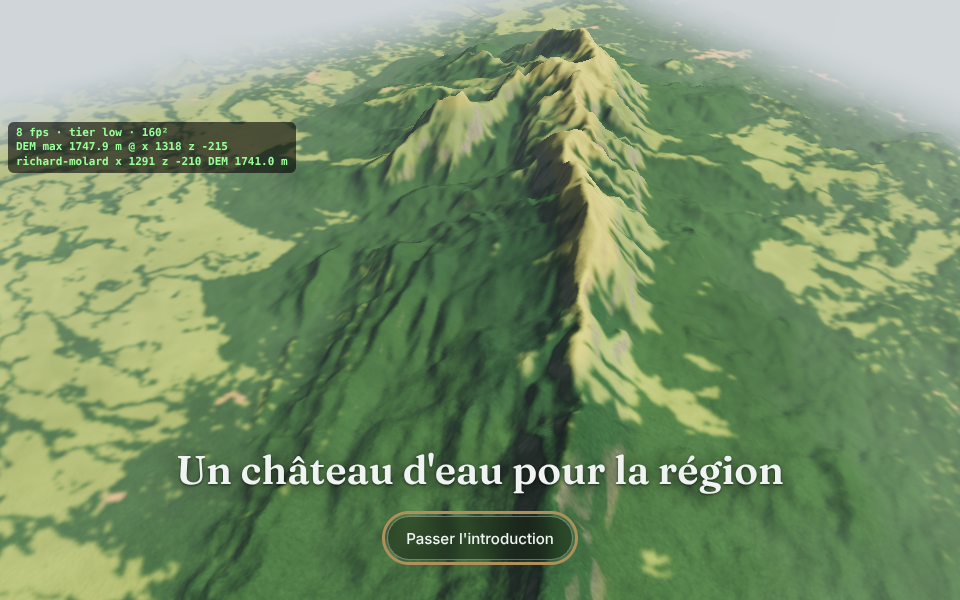 8 fps · tier low · 160²
DEM max 1747.9 m @ x 1318 z -215
richard-molard x 1291 z -210 DEM 1741.0 m
Un château d'eau pour la région
Passer l'introduction